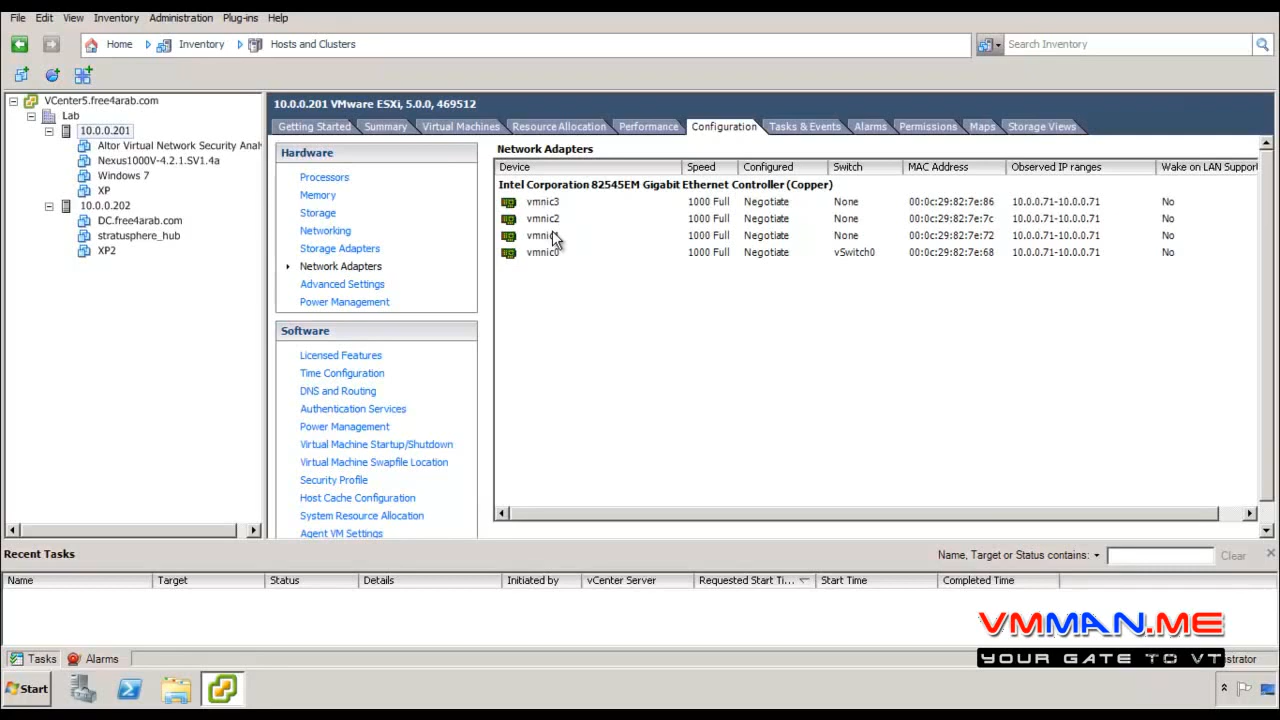 File Edit View Inventory Administration Plug-ins Help
Home Inventory Hosts and Clusters Search Inventory
VCenter5.free4arab.com
Lab
10.0.0.201
Altor Virtual Network Security Anal
Nexus1000V-4.2.1.SV1.4a
Windows 7
XP
10.0.0.202
DC.free4arab.com
stratusphere_hub
XP2
10.0.0.201 VMware ESXi, 5.0.0, 469512
Getting Started Summary Virtual Machines Resource Allocation Performance Configuration Tasks & Events Alarms Permissions Maps Storage Views
Hardware
Processors
Memory
Storage
Networking
Storage Adapters
Network Adapters
Advanced Settings
Power Management
Software
Licensed Features
Time Configuration
DNS and Routing
Authentication Services
Power Management
Virtual Machine Startup/Shutdown
Virtual Machine Swapfile Location
Security Profile
Host Cache Configuration
System Resource Allocation
Agent VM Settings
Network Adapters
Device Speed Configured Switch MAC Address Observed IP ranges Wake on LAN Support
Intel Corporation 82545EM Gigabit Ethernet Controller (Copper)
vmnic3 1000 Full Negotiate None 00:0c:29:82:7e:86 10.0.0.71-10.0.0.71 No
vmnic2 1000 Full Negotiate None 00:0c:29:82:7e:7c 10.0.0.71-10.0.0.71 No
vmnic1 1000 Full Negotiate None 00:0c:29:82:7e:72 10.0.0.71-10.0.0.71 No
vmnic0 1000 Full Negotiate vSwitch0 00:0c:29:82:7e:68 10.0.0.71-10.0.0.71 No
Recent Tasks Name, Target or Status contains: Clear
Name Target Status Details Initiated by vCenter Server Requested Start Ti... Start Time Completed Time
VMMAN.ME
YOUR GATE TO VT
Tasks Alarms strator
Start